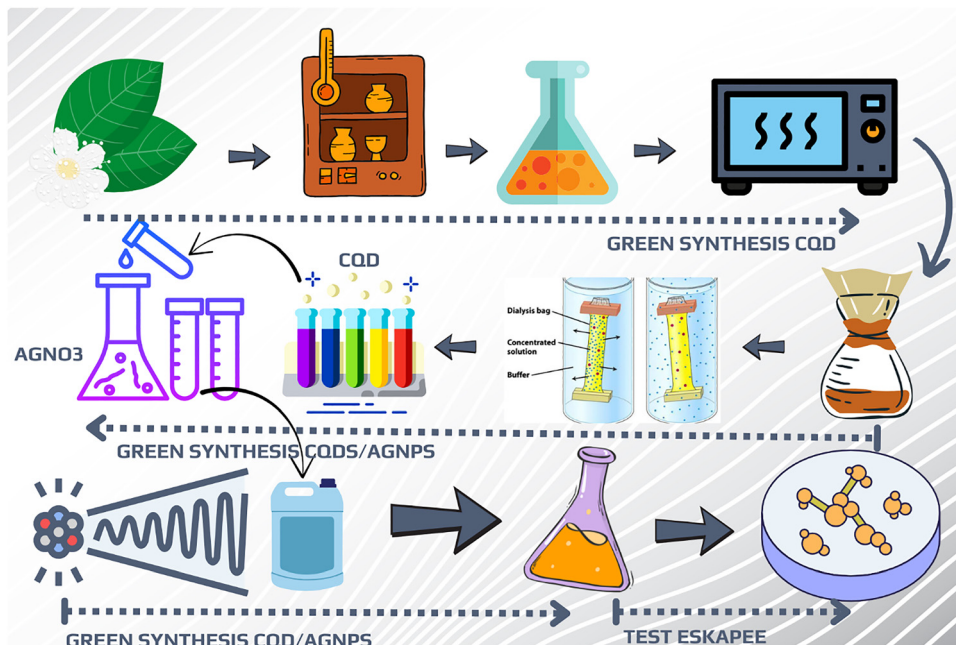 GREEN SYNTHESIS CQD
CQD
AGNO3
Dialysis bag
Concentrated
solution
Buffer
GREEN SYNTHESIS CQDS/AGNPS
GREEN SYNTHESIS CQD/AGNPS
TEST ESKAPEE